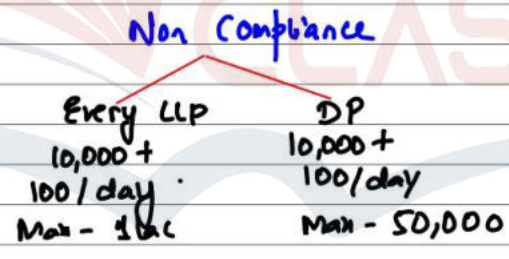 Non Compliance
Every LLP
10,000 +
100 / day
Max - 1 lac
DP
10,000 +
100/day
Max - 50,000
CLAS